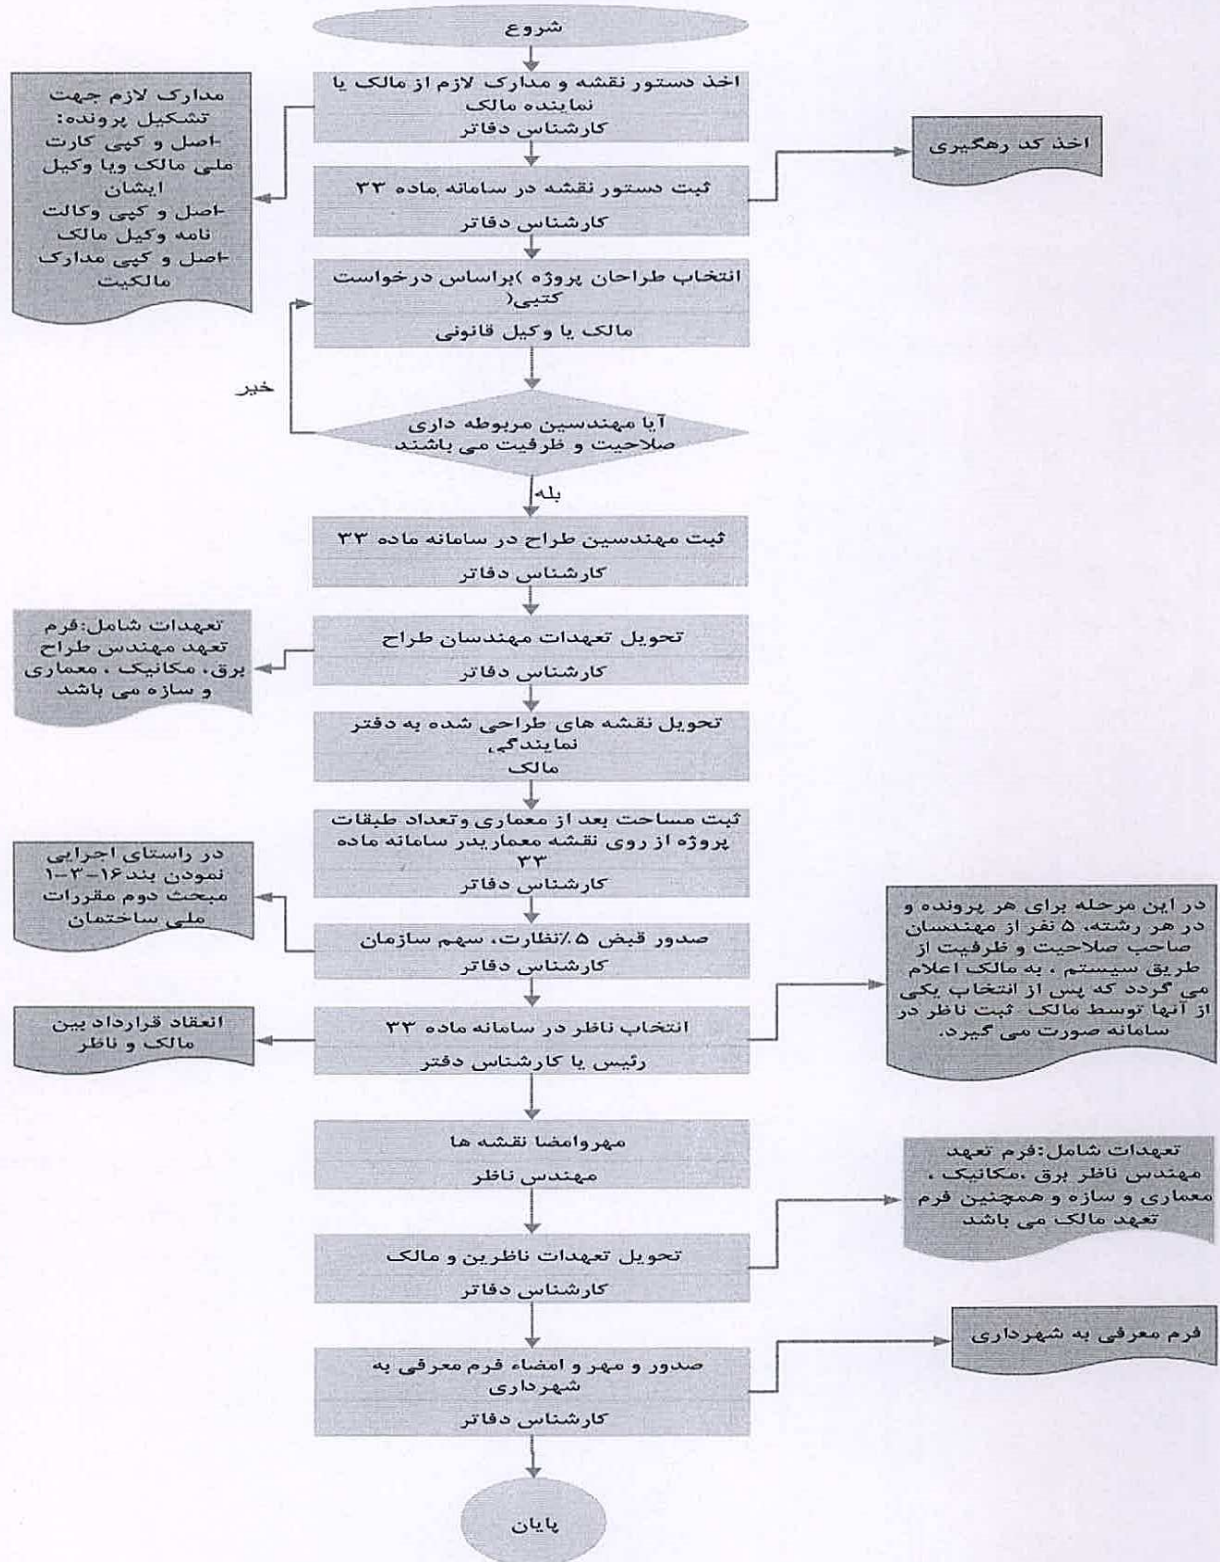 شروع
اخذ دستور نقشه و مدارک لازم از مالک یا
نماینده مالک
کارشناس دفاتر
مدارک لازم جهت
تشکیل پرونده:
-اصل و کپی کارت
ملی مالک ویا وکیل
ایشان
-اصل و کپی وکالت
نامه وکیل مالک
-اصل و کپی مدارک
مالکیت
ثبت دستور نقشه در سامانه ماده ۳۳
کارشناس دفاتر
اخذ کد رهگیری
انتخاب طراحان پروژه )براساس درخواست
کتبی(
مالک یا وکیل قانونی
خیر
آیا مهندسین مربوطه داری
صلاحیت و ظرفیت می باشند
بله
ثبت مهندسین طراح در سامانه ماده ۳۳
کارشناس دفاتر
تحویل تعهدات مهندسان طراح
کارشناس دفاتر
تعهدات شامل:فرم
تعهد مهندس طراح
برق، مکانیک ، معماری
و سازه می باشد
تحویل نقشه های طراحی شده به دفتر
نمایندگی
مالک
ثبت مساحت بعد از معماری وتعداد طبقات
پروژه از روی نقشه معماریدر سامانه ماده
۳۳
کارشناس دفاتر
صدور قبض ۵٪نظارت، سهم سازمان
کارشناس دفاتر
در راستای اجرایی
نمودن بند ۱۶-۳-۱
مبحث دوم مقررات
ملی ساختمان
انتخاب ناظر در سامانه ماده ۳۳
رئیس یا کارشناس دفتر
در این مرحله برای هر پرونده و
در هر رشته، ۵ نفر از مهندسان
صاحب صلاحیت و ظرفیت از
طریق سیستم ، به مالک اعلام
می گردد که پس از انتخاب یکی
از آنها توسط مالک ثبت ناظر در
سامانه صورت می گیرد.
انعقاد قرارداد بین
مالک و ناظر
مهروامضا نقشه ها
مهندس ناظر
تحویل تعهدات ناظرین و مالک
کارشناس دفاتر
تعهدات شامل:فرم تعهد
مهندس ناظر برق ،مکانیک ،
معماری و سازه و همچنین فرم
تعهد مالک می باشد
صدور و مهر و امضاء فرم معرفی به
شهرداری
کارشناس دفاتر
فرم معرفی به شهرداری
پایان